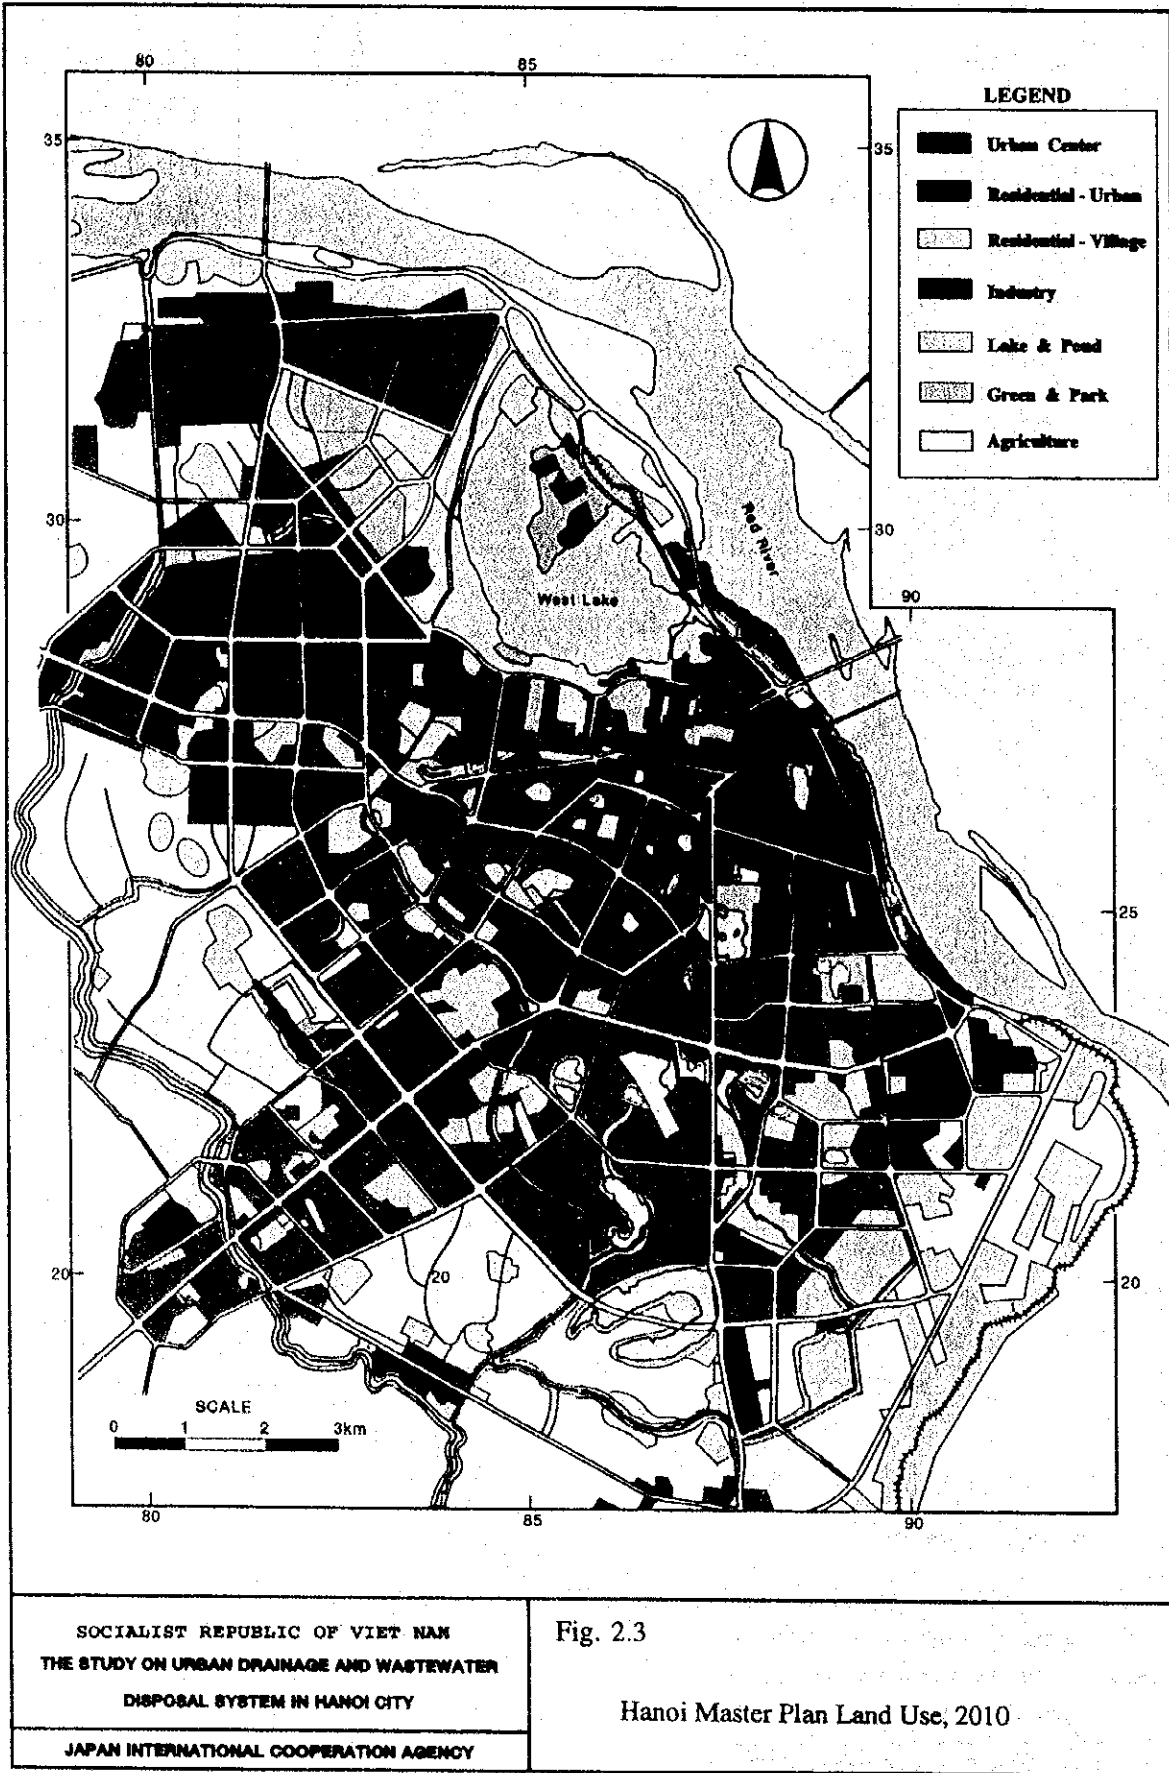 80
85
LEGEND
35
35
Urban Center
Residential - Urban
Residential - Village
Industry
Lake & Pond
Green & Park
Agriculture
30
30
Red River
90
West Lake
25
20
20
20
SCALE
0 1 2 3km
80
85
90
SOCIALIST REPUBLIC OF VIET NAM
THE STUDY ON URBAN DRAINAGE AND WASTEWATER
DISPOSAL SYSTEM IN HANOI CITY
JAPAN INTERNATIONAL COOPERATION AGENCY
Fig. 2.3
Hanoi Master Plan Land Use, 2010